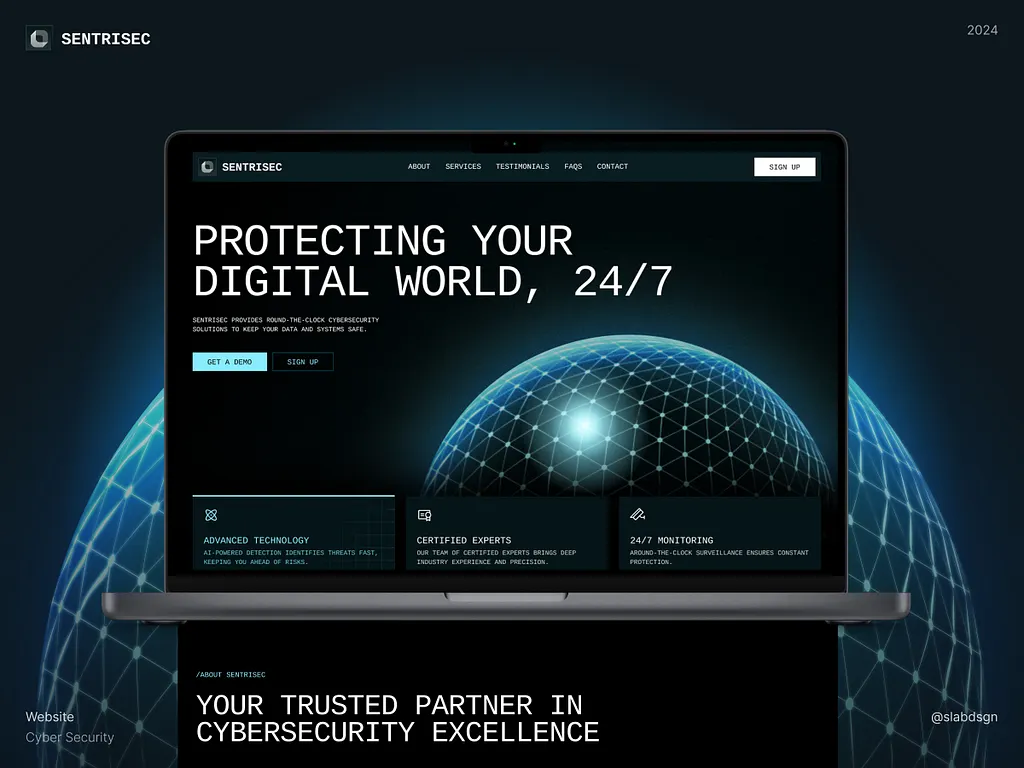 SENTRISEC
2024
SENTRISEC
ABOUT SERVICES TESTIMONIALS FAQS CONTACT
SIGN UP
PROTECTING YOUR
DIGITAL WORLD, 24/7
SENTRISEC PROVIDES ROUND-THE-CLOCK CYBERSECURITY
SOLUTIONS TO KEEP YOUR DATA AND SYSTEMS SAFE.
GET A DEMO
SIGN UP
ADVANCED TECHNOLOGY
AI-POWERED DETECTION IDENTIFIES THREATS FAST,
KEEPING YOU AHEAD OF RISKS.
CERTIFIED EXPERTS
OUR TEAM OF CERTIFIED EXPERTS BRINGS DEEP
INDUSTRY EXPERIENCE AND PRECISION.
24/7 MONITORING
AROUND-THE-CLOCK SURVEILLANCE ENSURES CONSTANT
PROTECTION.
/ABOUT SENTRISEC
YOUR TRUSTED PARTNER IN
CYBERSECURITY EXCELLENCE
Website
Cyber Security
@slabdsgn